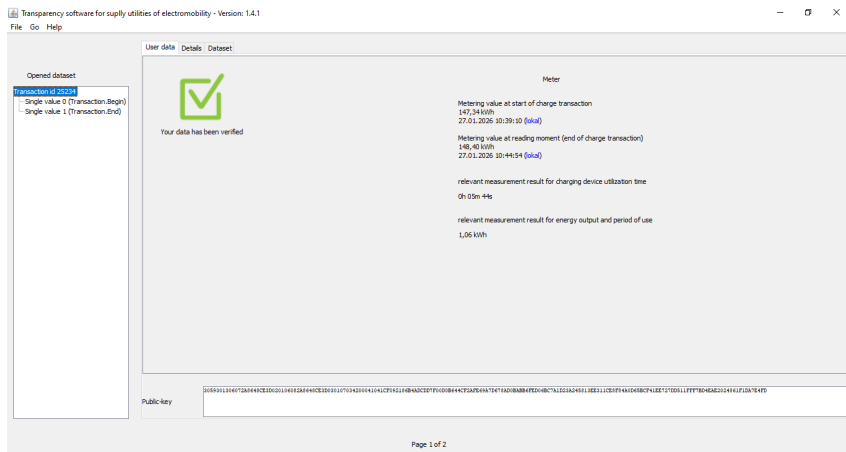 Transparency software for suplly utilities of electromobility - Version: 1.4.1
File Go Help
User data Details Dataset
Opened dataset
Transaction id 25234
Single value 0 (Transaction.Begin)
Single value 1 (Transaction.End)
Your data has been verified
Meter
Metering value at start of charge transaction
147,34 kWh
27.01.2026 10:39:10 (lokal)
Metering value at reading moment (end of charge transaction)
148,40 kWh
27.01.2026 10:44:54 (lokal)
relevant measurement result for charging device utilization time
0h 05m 44s
relevant measurement result for energy output and period of use
1,06 kWh
Public-key
Page 1 of 2